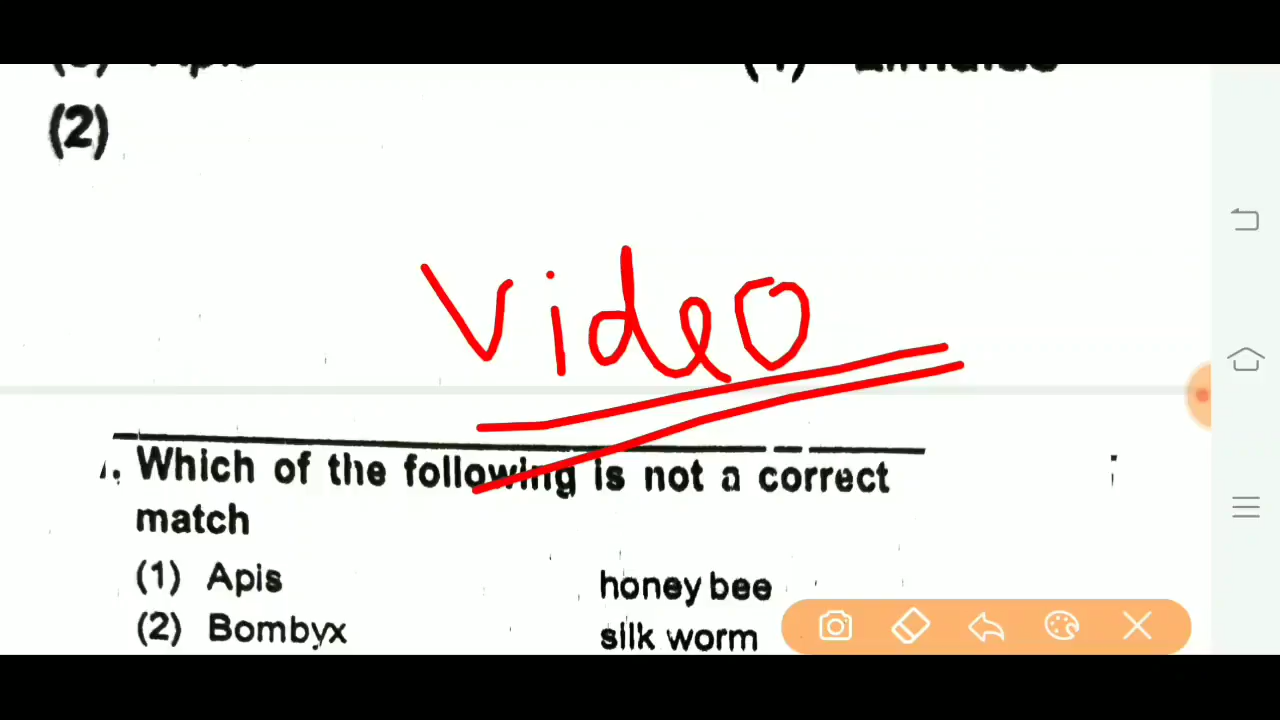 (2)
Video
. Which of the following is not a correct
match
(1) Apis honey bee
(2) Bombyx silk worm